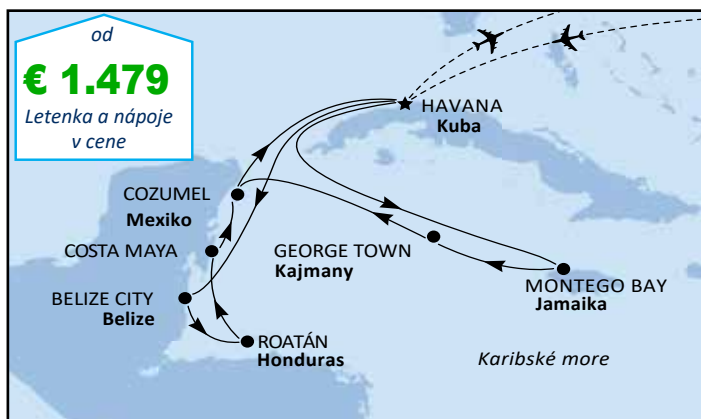 od
€ 1.479
Letenka a nápoje
v cene
HAVANA
Kuba
COZUMEL
Mexiko
COSTA MAYA
GEORGE TOWN
Kajmany
MONTEGO BAY
Jamaika
BELIZE CITY
Belize
ROATÁN
Honduras
Karibské more